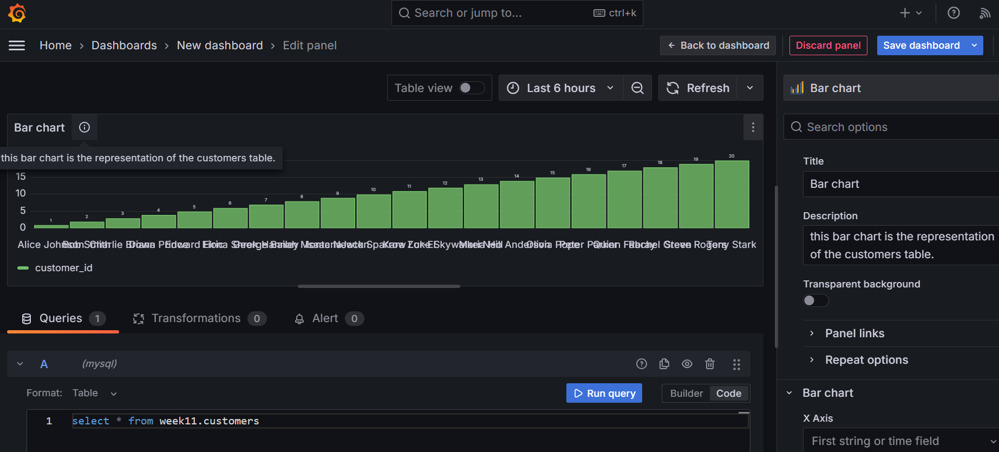 Search or jump to... ctrl+k
Home › Dashboards › New dashboard › Edit panel
Back to dashboard
Discard panel
Save dashboard
Table view
Last 6 hours
Refresh
Bar chart
this bar chart is the representation of the customers table.
15
10
5
0
1 2 3 4 5 6 7 8 9 10 11 12 13 14 15 16 17 18 19 20
Alice Tony Stark
customer_id
Queries 1
Transformations 0
Alert 0
A (mysql)
Format: Table
Run query
Builder Code
1 select * from week11.customers
Bar chart
Search options
Title
Bar chart
Description
this bar chart is the representation
of the customers table.
Transparent background
Panel links
Repeat options
Bar chart
X Axis
First string or time field